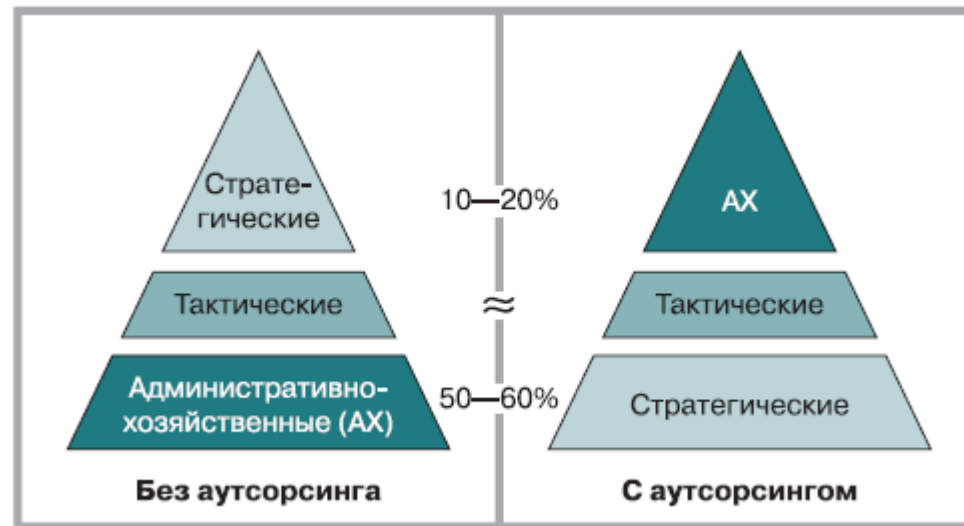 Страте-
гические
10—20%
АХ
Тактические
≈
Тактические
Административно-
хозяйственные (АХ)
50—60%
Стратегические
Без аутсорсинга
С аутсорсингом